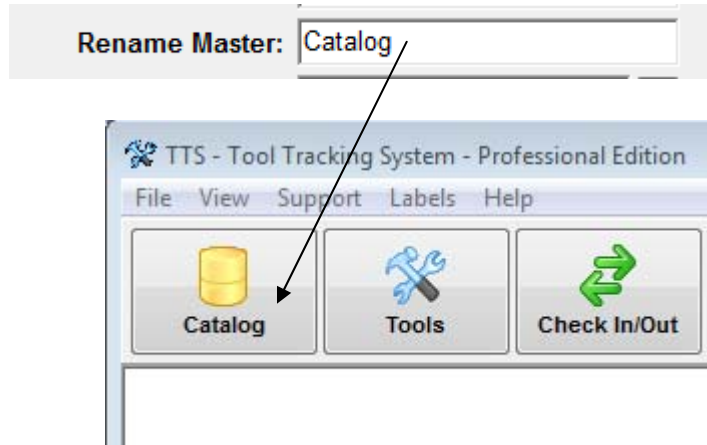 Rename Master: Catalog
TTS - Tool Tracking System - Professional Edition
File View Support Labels Help
Catalog Tools Check In/Out